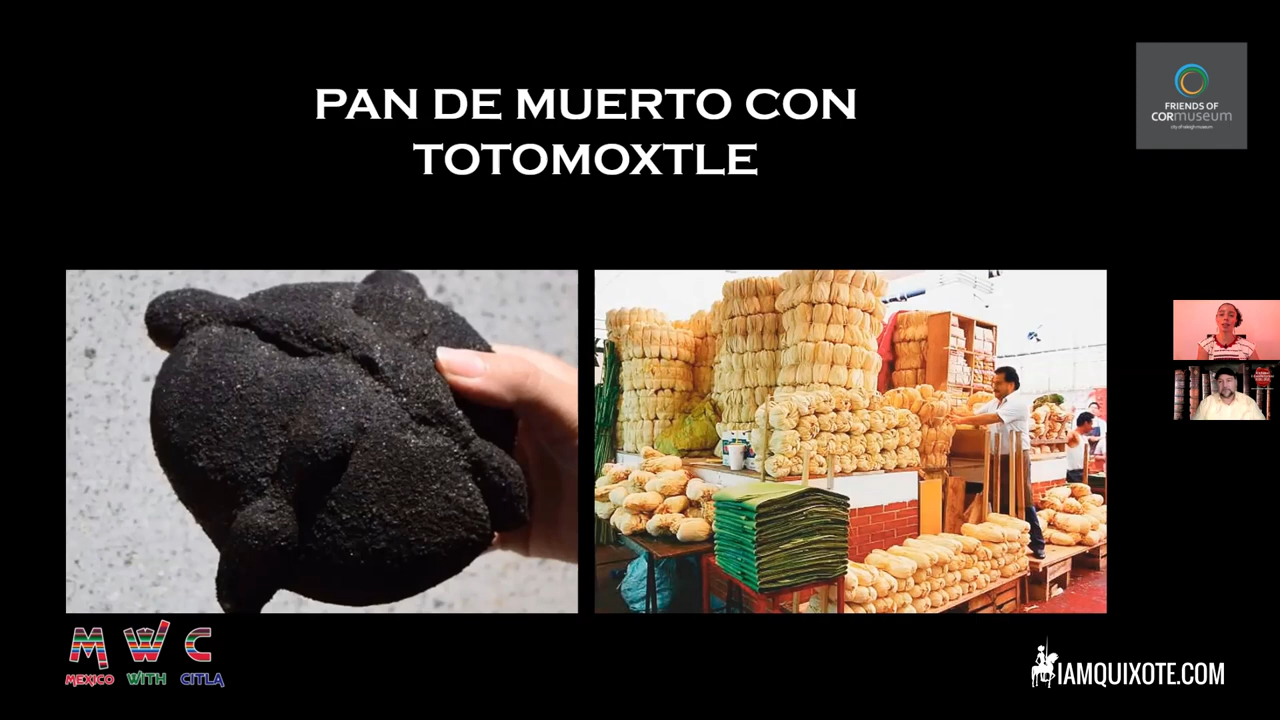 PAN DE MUERTO CON
TOTOMOXTLE
FRIENDS OF
CORmuseum
city of raleigh museum
M W C
MEXICO WITH CITLA
IAMQUIXOTE.COM